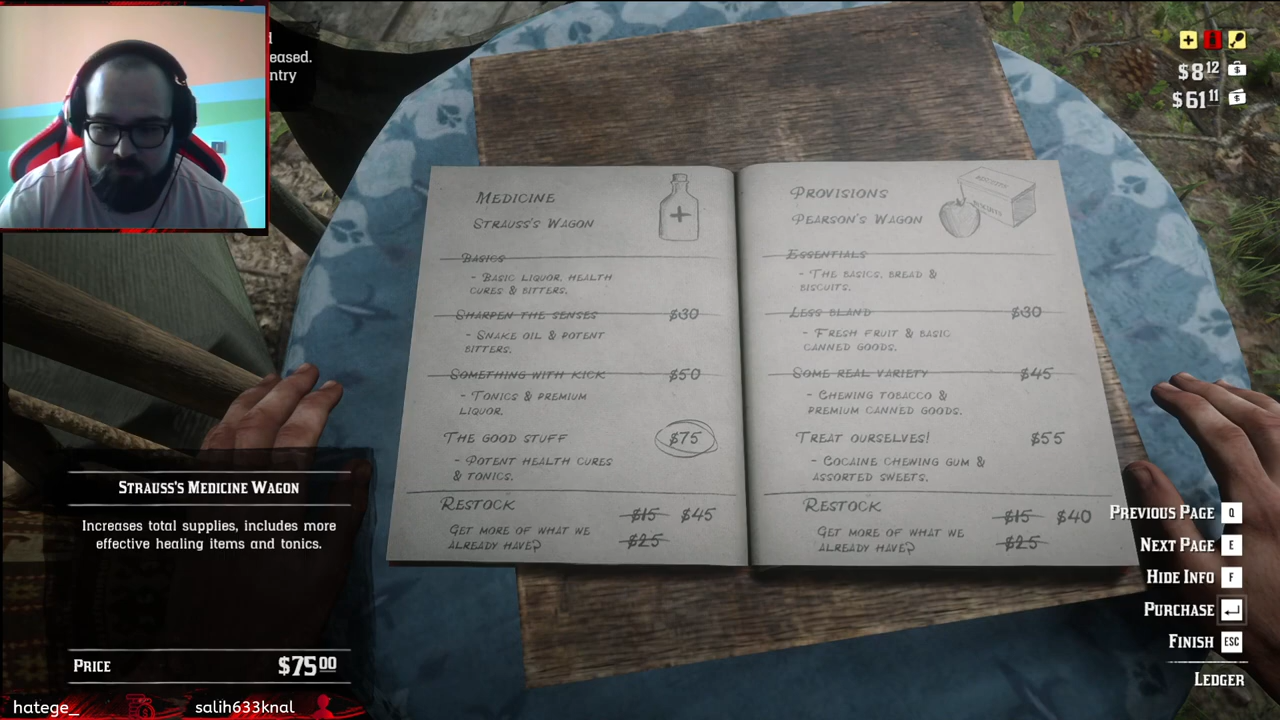 eased.
ntry
$8 12
$61 11
MEDICINE
STRAUSS'S WAGON
BASICS
- BASIC LIQUOR, HEALTH
CURES & BITTERS.
SHARPEN THE SENSES $30
- SNAKE OIL & POTENT
BITTERS.
SOMETHING WITH KICK $50
- TONICS & PREMIUM
LIQUOR.
THE GOOD STUFF $75
- POTENT HEALTH CURES
& TONICS.
RESTOCK $15 $45
GET MORE OF WHAT WE
ALREADY HAVE? $25
PROVISIONS
PEARSON'S WAGON
BISCUITS
ESSENTIALS
- THE BASICS, BREAD &
BISCUITS.
LESS BLAND $30
- FRESH FRUIT & BASIC
CANNED GOODS.
SOME REAL VARIETY $45
- CHEWING TOBACCO &
PREMIUM CANNED GOODS.
TREAT OURSELVES! $55
- COCAINE CHEWING GUM &
ASSORTED SWEETS.
RESTOCK $15 $40
GET MORE OF WHAT WE
ALREADY HAVE? $25
STRAUSS'S MEDICINE WAGON
Increases total supplies, includes more
effective healing items and tonics.
PRICE $75 00
PREVIOUS PAGE Q
NEXT PAGE E
HIDE INFO F
PURCHASE
FINISH ESC
LEDGER
hatege_ salih633knal